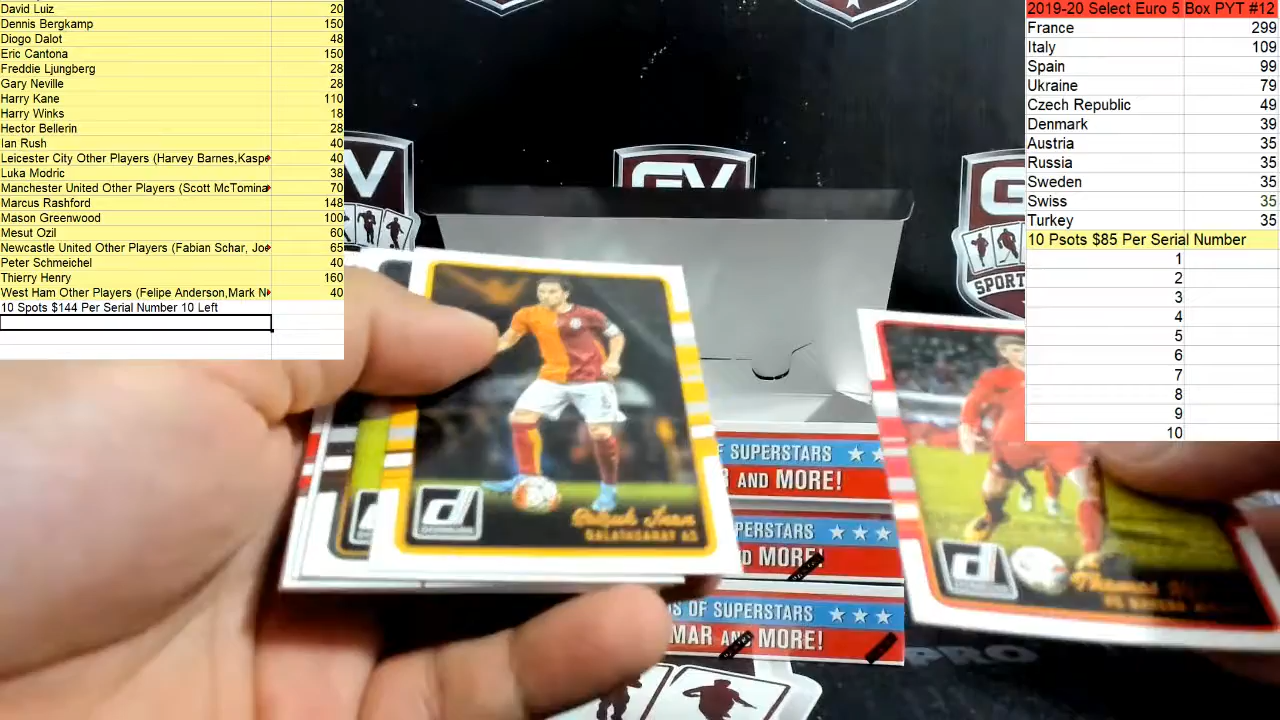 David Luiz 20
Dennis Bergkamp 150
Diogo Dalot 48
Eric Cantona 150
Freddie Ljungberg 28
Gary Neville 28
Harry Kane 110
Harry Winks 18
Hector Bellerin 28
Ian Rush 40
Leicester City Other Players (Harvey Barnes,Kaspe 40
Luka Modric 38
Manchester United Other Players (Scott McTomina 70
Marcus Rashford 148
Mason Greenwood 100
Mesut Ozil 60
Newcastle United Other Players (Fabian Schar, Joe 65
Peter Schmeichel 40
Thierry Henry 160
West Ham Other Players (Felipe Anderson,Mark N 40
10 Spots $144 Per Serial Number 10 Left
2019-20 Select Euro 5 Box PYT #12
France 299
Italy 109
Spain 99
Ukraine 79
Czech Republic 49
Denmark 39
Austria 35
Russia 35
Sweden 35
Swiss 35
Turkey 35
10 Psots $85 Per Serial Number
1
2
3
4
5
6
7
8
9
10
GV
SPORT
F SUPERSTARS
AND MORE!
SUPERSTARS
D MORE!
S OF SUPERSTARS
MAR AND MORE!
Selçuk Inan
GALATASARAY AS
Thomas
PRO